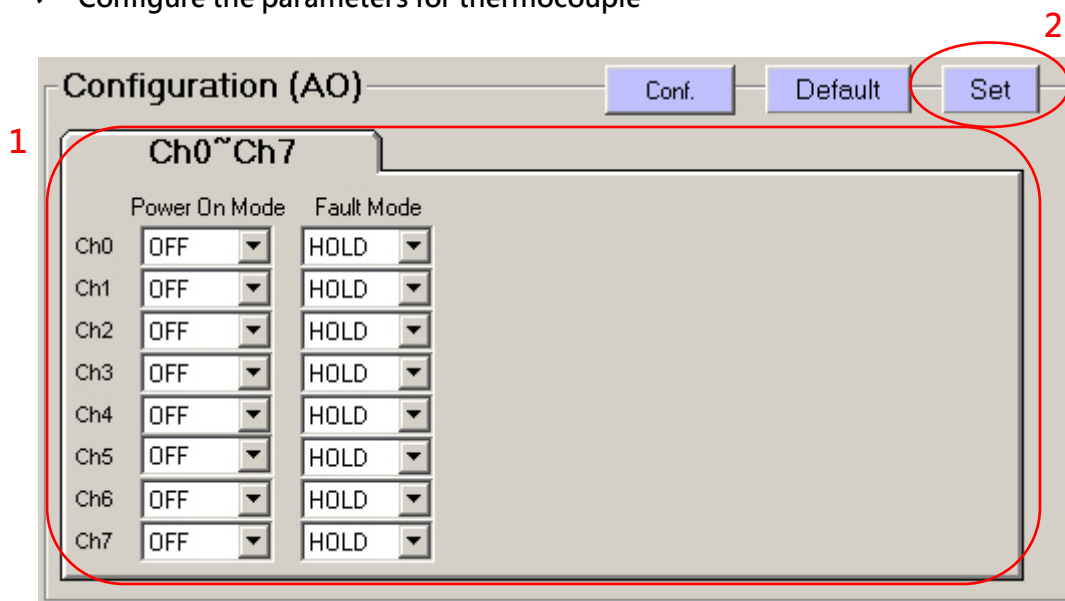 Configure the parameters for thermocouple
2
Configuration (AO) Conf. Default Set
1
Ch0~Ch7
Power On Mode Fault Mode
Ch0 OFF HOLD
Ch1 OFF HOLD
Ch2 OFF HOLD
Ch3 OFF HOLD
Ch4 OFF HOLD
Ch5 OFF HOLD
Ch6 OFF HOLD
Ch7 OFF HOLD